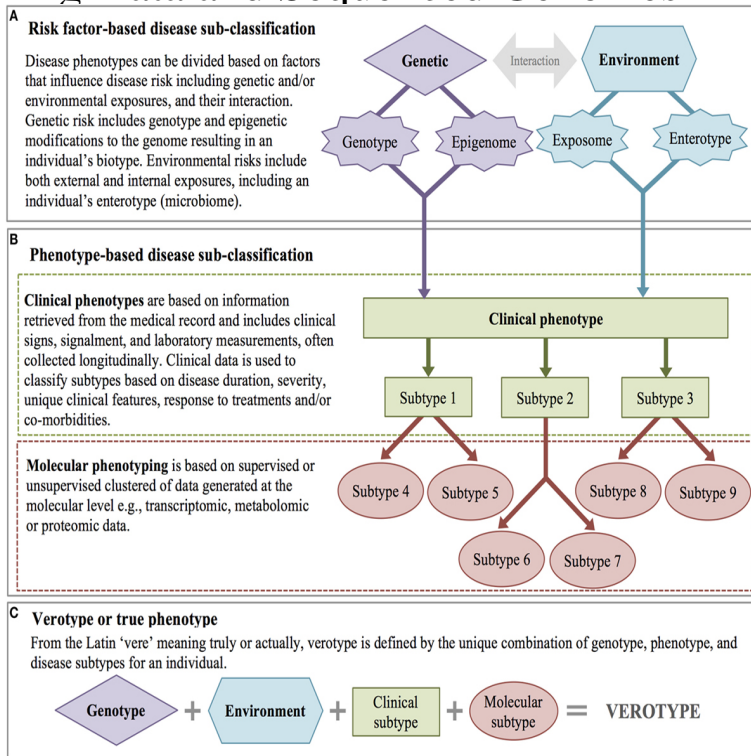 A
Risk factor-based disease sub-classification
Disease phenotypes can be divided based on factors
that influence disease risk including genetic and/or
environmental exposures, and their interaction.
Genetic risk includes genotype and epigenetic
modifications to the genome resulting in an
individual's biotype. Environmental risks include
both external and internal exposures, including an
individual's enterotype (microbiome).
Genetic
Interaction
Environment
Genotype
Epigenome
Exposome
Enterotype
B
Phenotype-based disease sub-classification
Clinical phenotypes are based on information
retrieved from the medical record and includes clinical
signs, signalment, and laboratory measurements, often
collected longitudinally. Clinical data is used to
classify subtypes based on disease duration, severity,
unique clinical features, response to treatments and/or
co-morbidities.
Clinical phenotype
Subtype 1
Subtype 2
Subtype 3
Molecular phenotyping is based on supervised or
unsupervised clustered of data generated at the
molecular level e.g., transcriptomic, metabolomic
or proteomic data.
Subtype 4
Subtype 5
Subtype 8
Subtype 9
Subtype 6
Subtype 7
C
Verotype or true phenotype
From the Latin 'vere' meaning truly or actually, verotype is defined by the unique combination of genotype, phenotype, and
disease subtypes for an individual.
Genotype
+
Environment
+
Clinical
subtype
+
Molecular
subtype
=
VEROTYPE